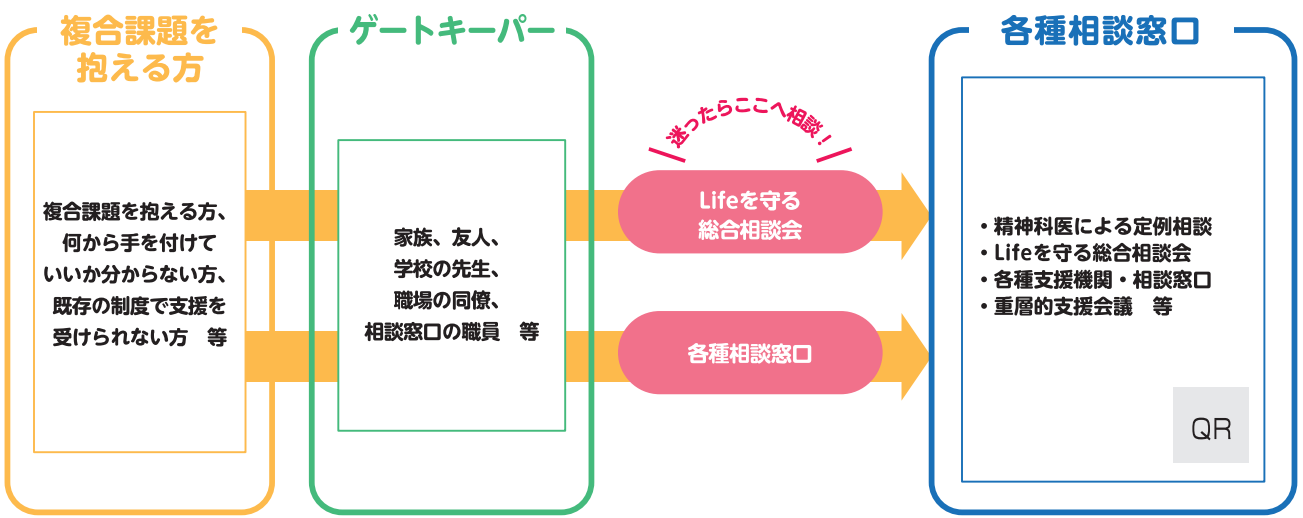 複合課題を
抱える方
複合課題を抱える方、
何から手を付けて
いいか分からない方、
既存の制度で支援を
受けられない方　等
ゲートキーパー
家族、友人、
学校の先生、
職場の同僚、
相談窓口の職員　等
迷ったらここへ相談！
Lifeを守る
総合相談会
各種相談窓口
各種相談窓口
・精神科医による定例相談
・Lifeを守る総合相談会
・各種支援機関・相談窓口
・重層的支援会議　等
QR